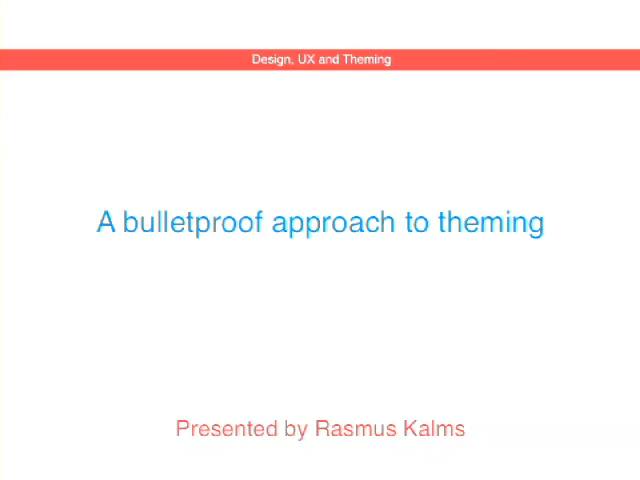 Design, UX and Theming
A bulletproof approach to theming
Presented by Rasmus Kalms